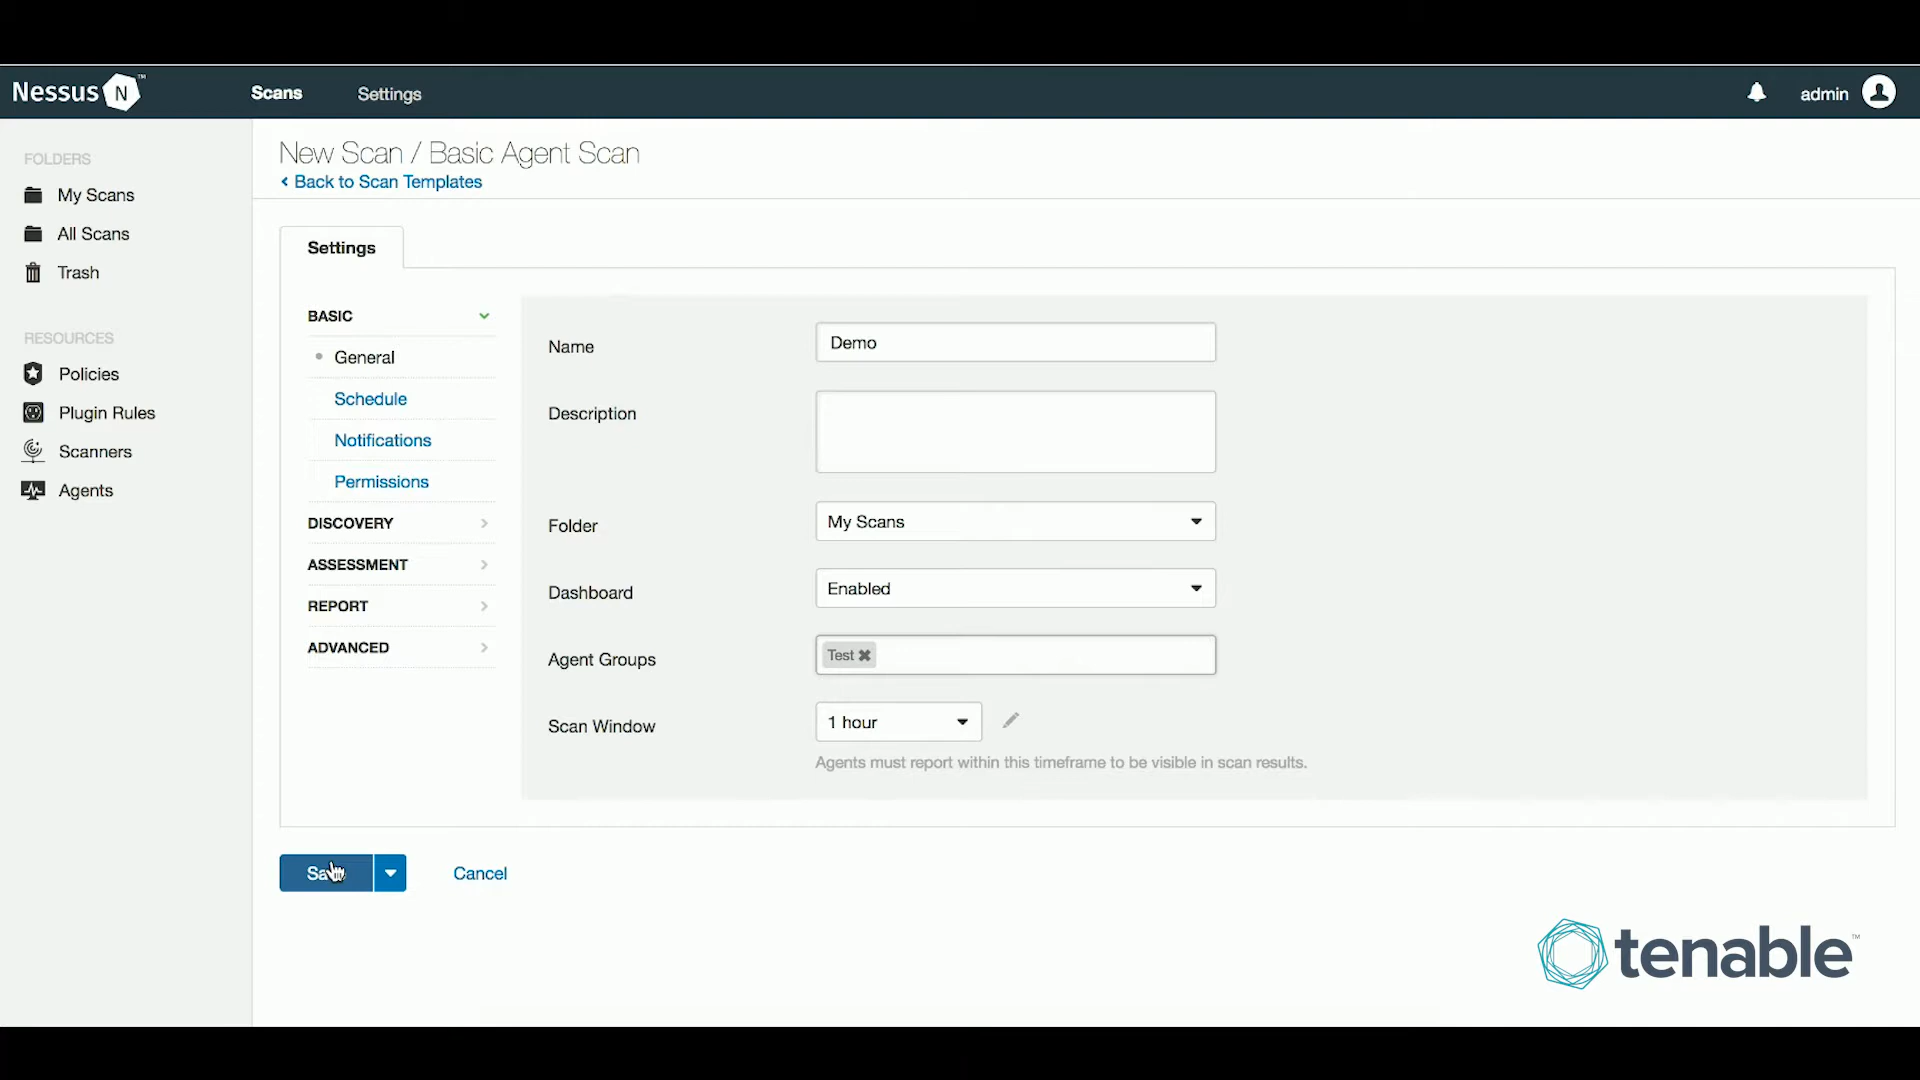 Nessus N ™
Scans
Settings
admin
FOLDERS
My Scans
All Scans
Trash
RESOURCES
Policies
Plugin Rules
Scanners
Agents
New Scan / Basic Agent Scan
Back to Scan Templates
Settings
BASIC
General
Schedule
Notifications
Permissions
DISCOVERY
ASSESSMENT
REPORT
ADVANCED
Name
Demo
Description
Folder
My Scans
Dashboard
Enabled
Agent Groups
Test
Scan Window
1 hour
Agents must report within this timeframe to be visible in scan results.
Save
Cancel
tenable™